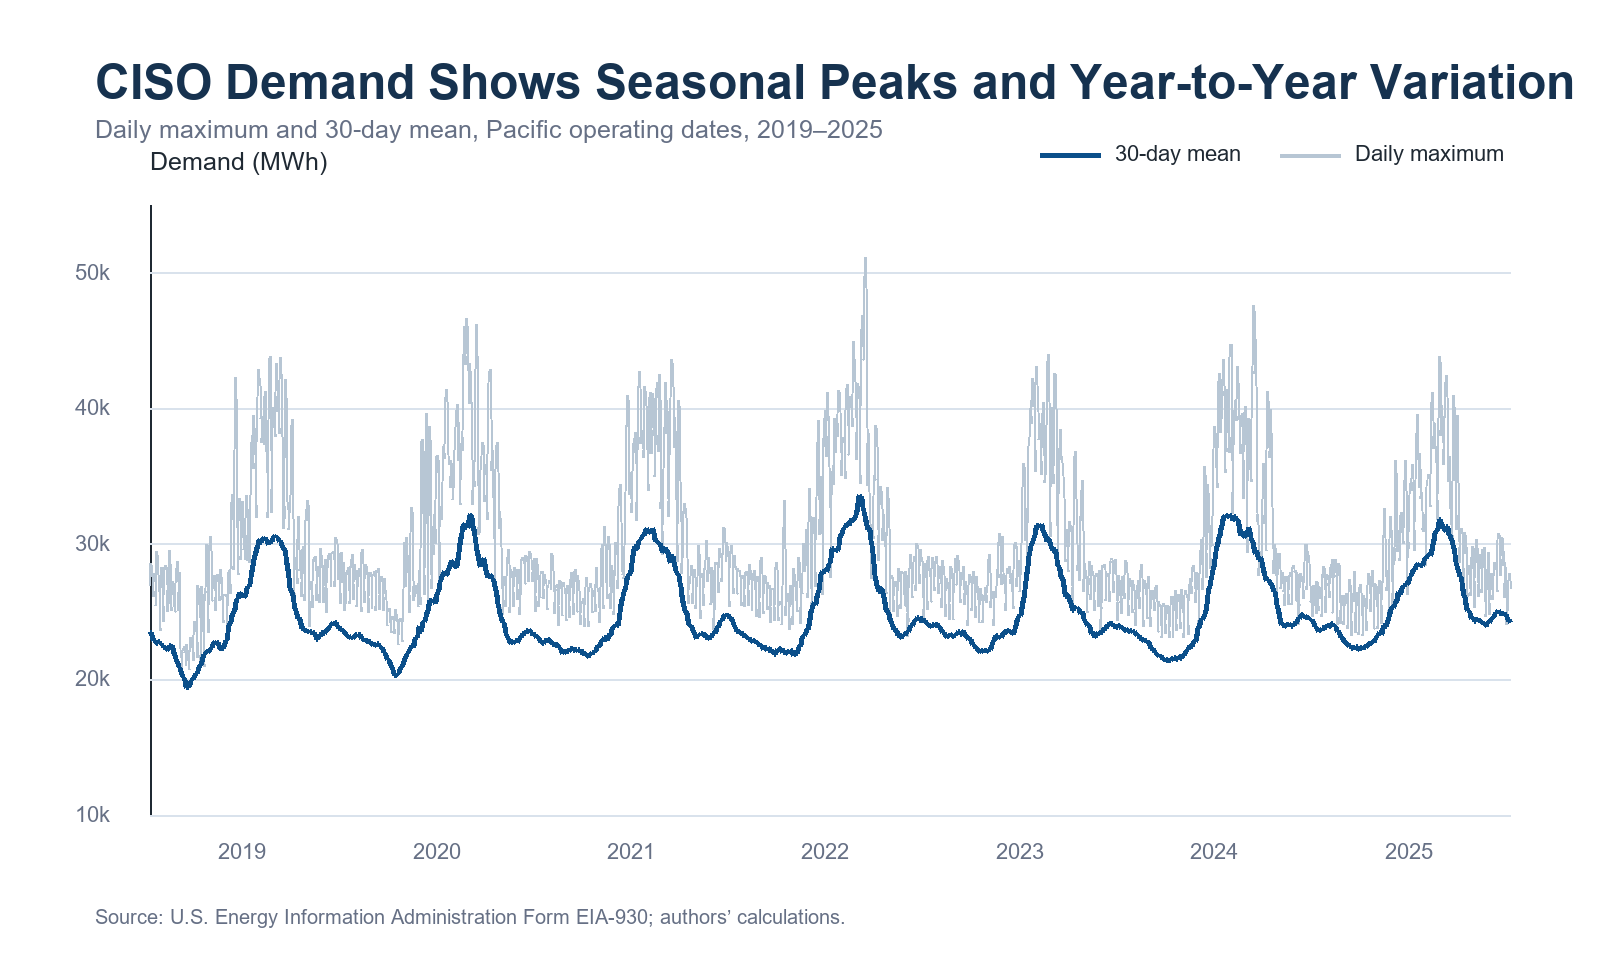 CISO Demand Shows Seasonal Peaks and Year-to-Year Variation
Daily maximum and 30-day mean, Pacific operating dates, 2019–2025
Demand (MWh)
30-day mean
Daily maximum
50k
40k
30k
20k
10k
2019
2020
2021
2022
2023
2024
2025
Source: U.S. Energy Information Administration Form EIA-930; authors’ calculations.